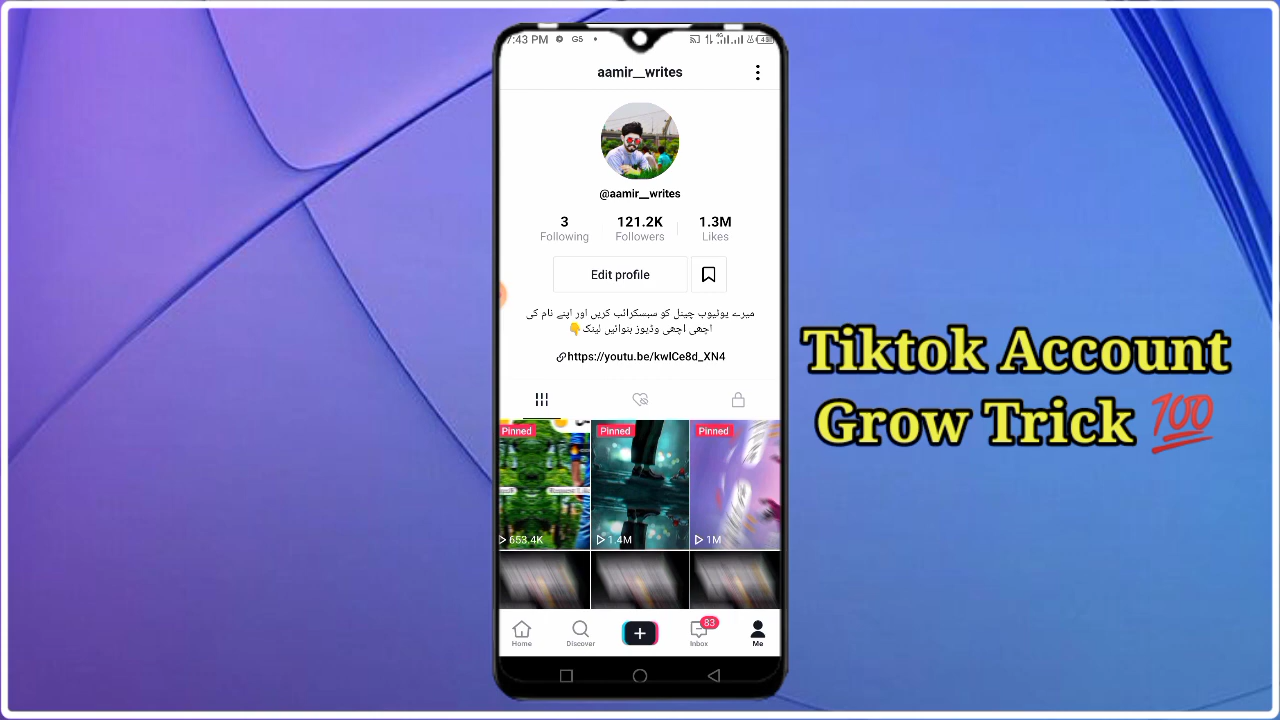 7:43 PM G5
aamir__writes
@aamir__writes
3 121.2K 1.3M
Following Followers Likes
Edit profile
میرے یوٹیوب چینل کو سبسکرائب کریں اور اپنے نام کی
اچھی اچھی وڈیوز بنوائیں لینک👇
https://youtu.be/kwlCe8d_XN4
Tiktok Account
Grow Trick 💯
Pinned Pinned Pinned
653.4K 1.4M 1M
83
Home Discover Inbox Me